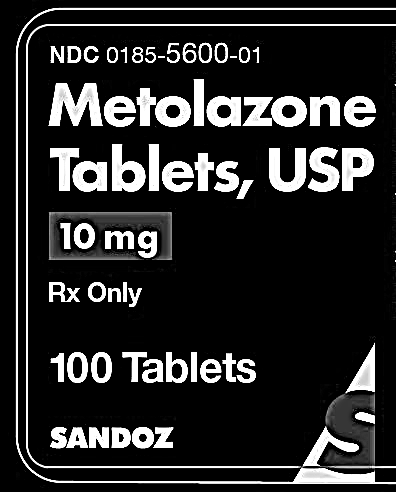 NDC 0185-5600-01
Metolazone
Tablets, USP
10 mg
Rx Only
100 Tablets
SANDOZ
S